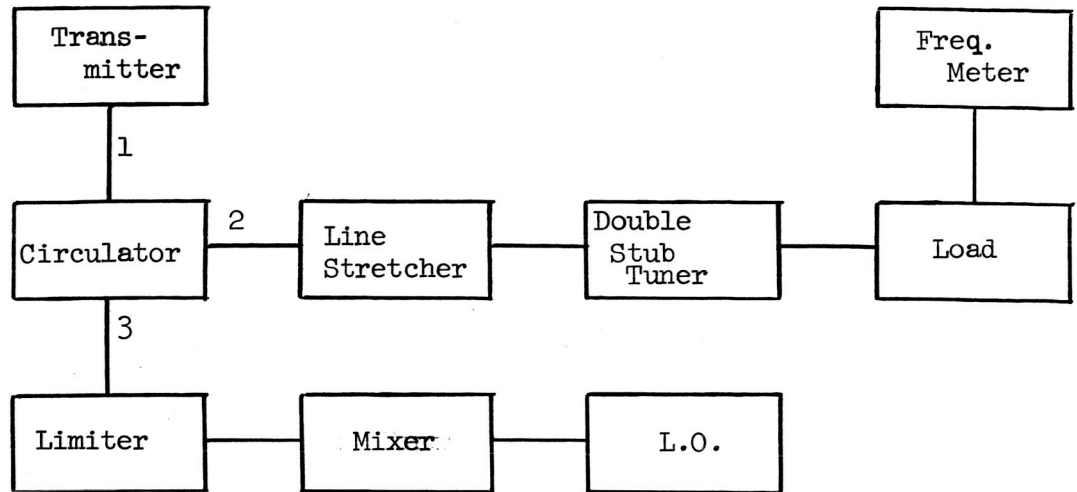 Trans-
mitter
Freq.
Meter
1
Circulator
2
Line
Stretcher
Double
Stub
Tuner
Load
3
Limiter
Mixer
L.O.